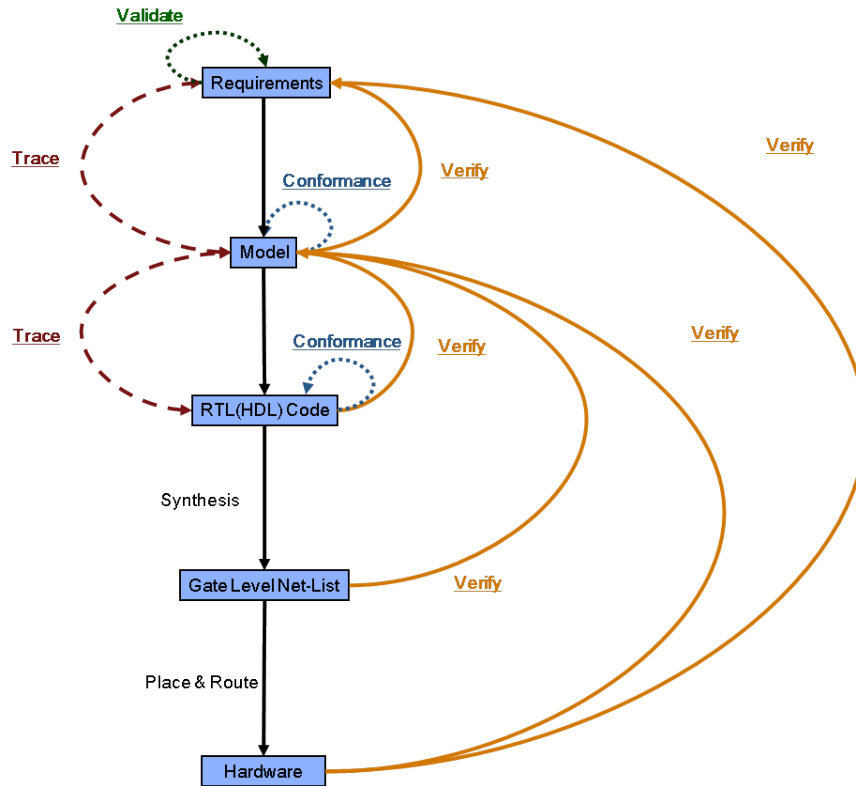 Validate
Requirements
Verify
Trace
Verify
Conformance
Model
Trace
Conformance
Verify
Verify
RTL(HDL) Code
Synthesis
Gate Level Net-List
Verify
Place & Route
Hardware